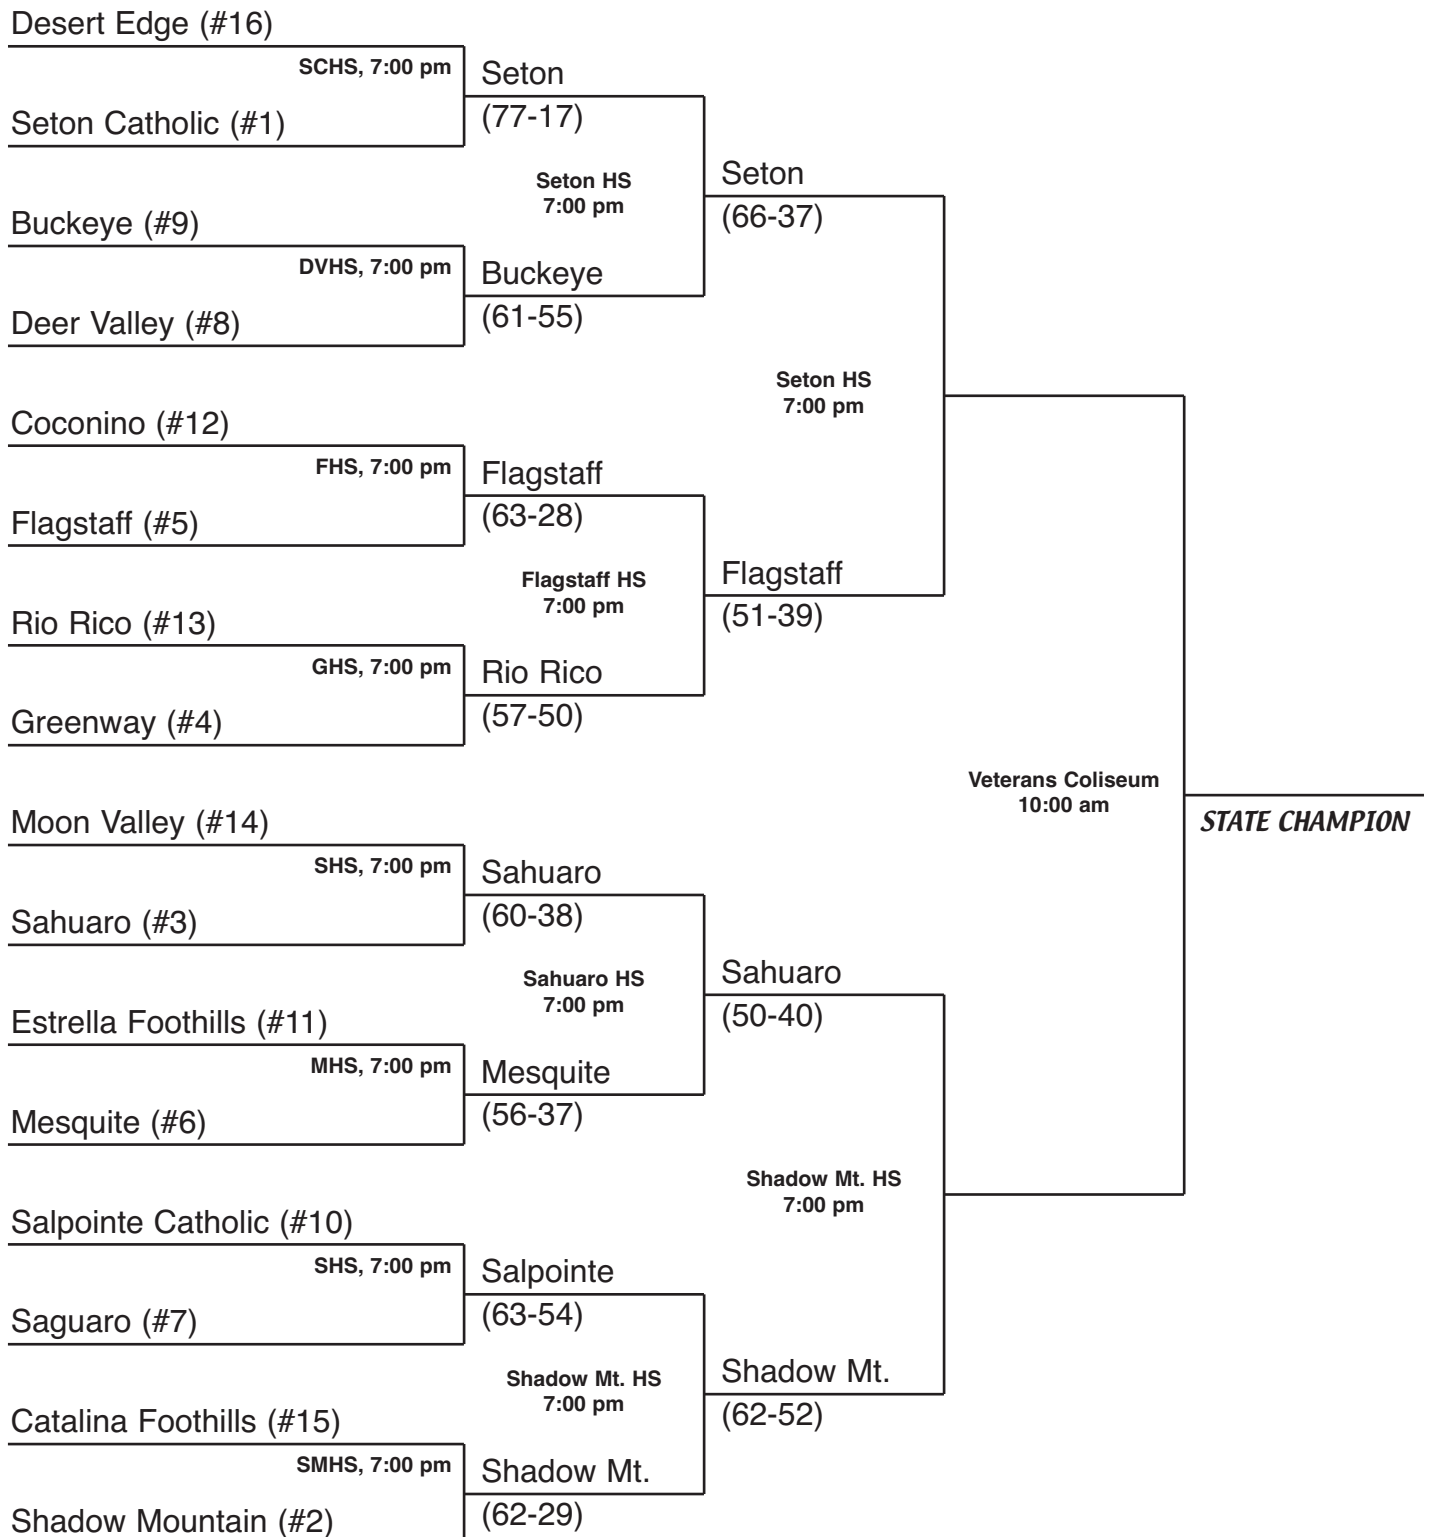 Desert Edge (#16)
SCHS, 7:00 pm
Seton Catholic (#1)
Buckeye (#9)
DVHS, 7:00 pm
Deer Valley (#8)
Coconino (#12)
FHS, 7:00 pm
Flagstaff (#5)
Rio Rico (#13)
GHS, 7:00 pm
Greenway (#4)
Moon Valley (#14)
SHS, 7:00 pm
Sahuaro (#3)
Estrella Foothills (#11)
MHS, 7:00 pm
Mesquite (#6)
Salpointe Catholic (#10)
SHS, 7:00 pm
Saguaro (#7)
Catalina Foothills (#15)
SMHS, 7:00 pm
Shadow Mountain (#2)
Seton
(77-17)
Seton HS
7:00 pm
Buckeye
(61-55)
Flagstaff
(63-28)
Flagstaff HS
7:00 pm
Rio Rico
(57-50)
Sahuaro
(60-38)
Sahuaro HS
7:00 pm
Mesquite
(56-37)
Salpointe
(63-54)
Shadow Mt. HS
7:00 pm
Shadow Mt.
(62-29)
Seton
(66-37)
Seton HS
7:00 pm
Flagstaff
(51-39)
Sahuaro
(50-40)
Shadow Mt. HS
7:00 pm
Shadow Mt.
(62-52)
Veterans Coliseum
10:00 am
STATE CHAMPION